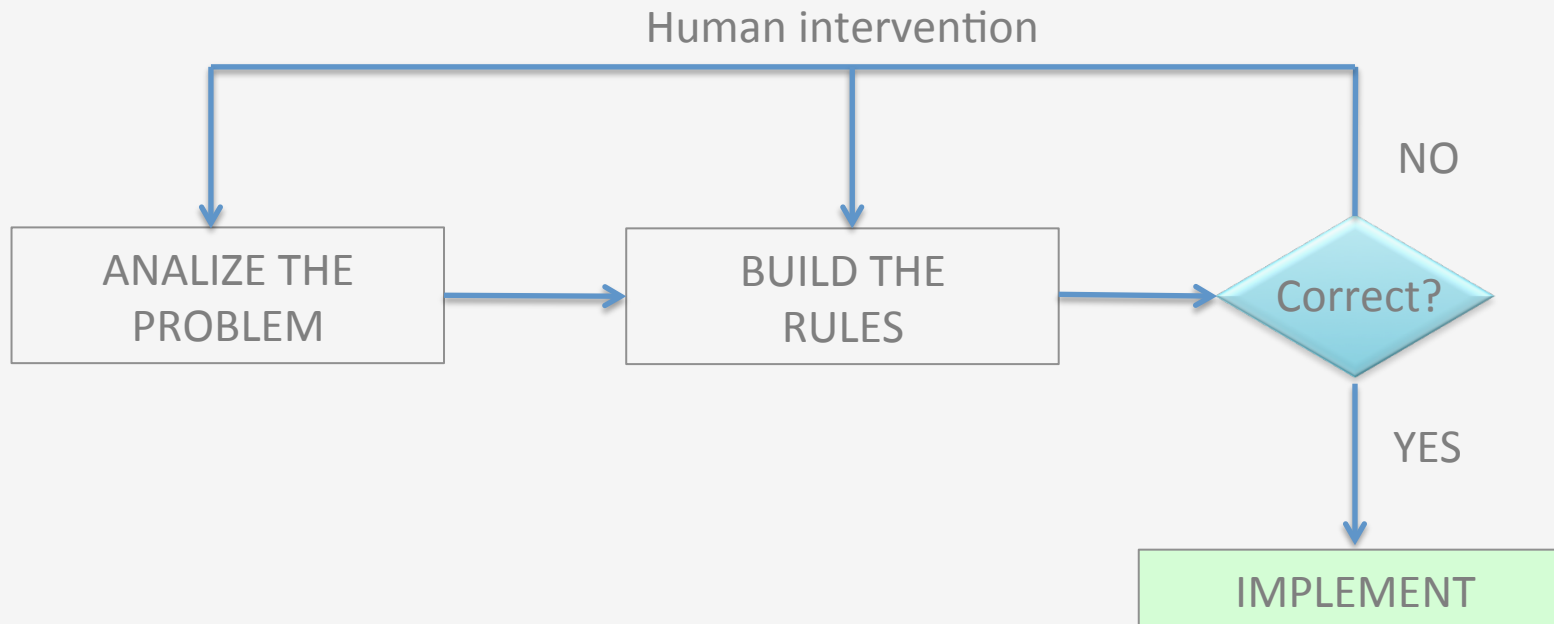 Human intervention
NO
ANALIZE THE
PROBLEM
BUILD THE
RULES
Correct?
YES
IMPLEMENT